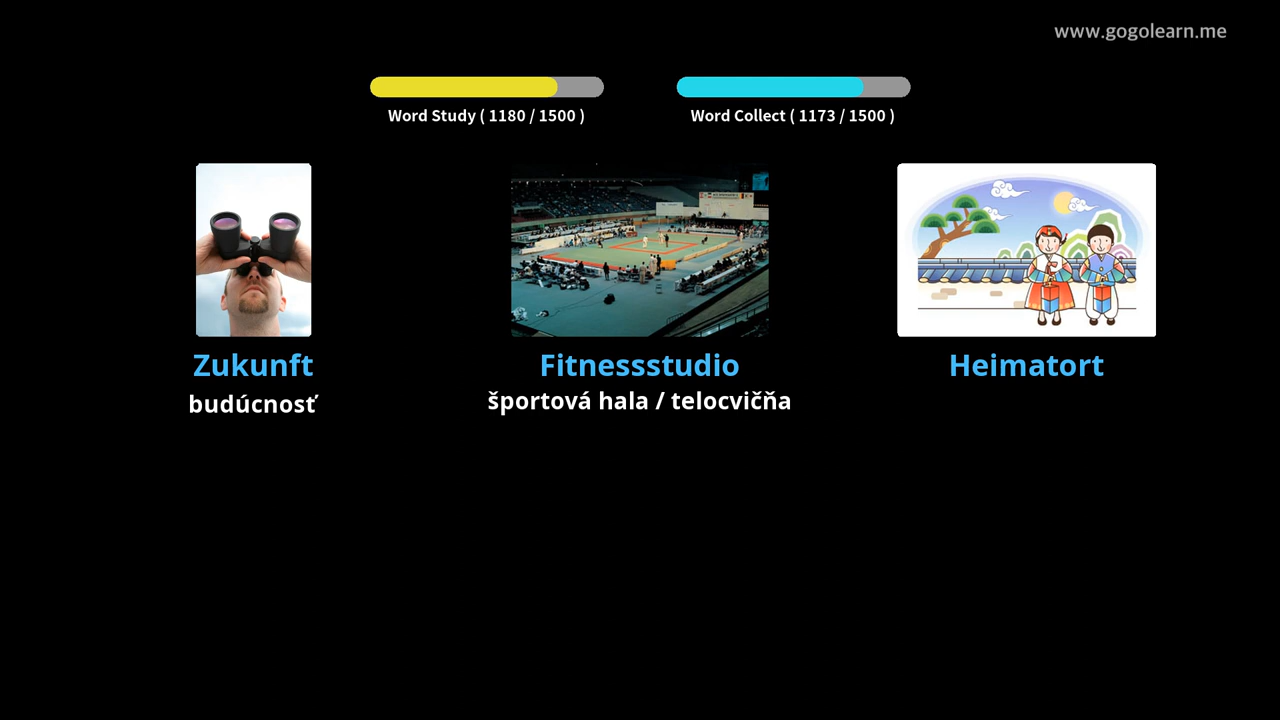 www.gogolearn.me
Word Study ( 1180 / 1500 )
Word Collect ( 1173 / 1500 )
Zukunft
Fitnessstudio
Heimatort
budúcnosť
športová hala / telocvičňa